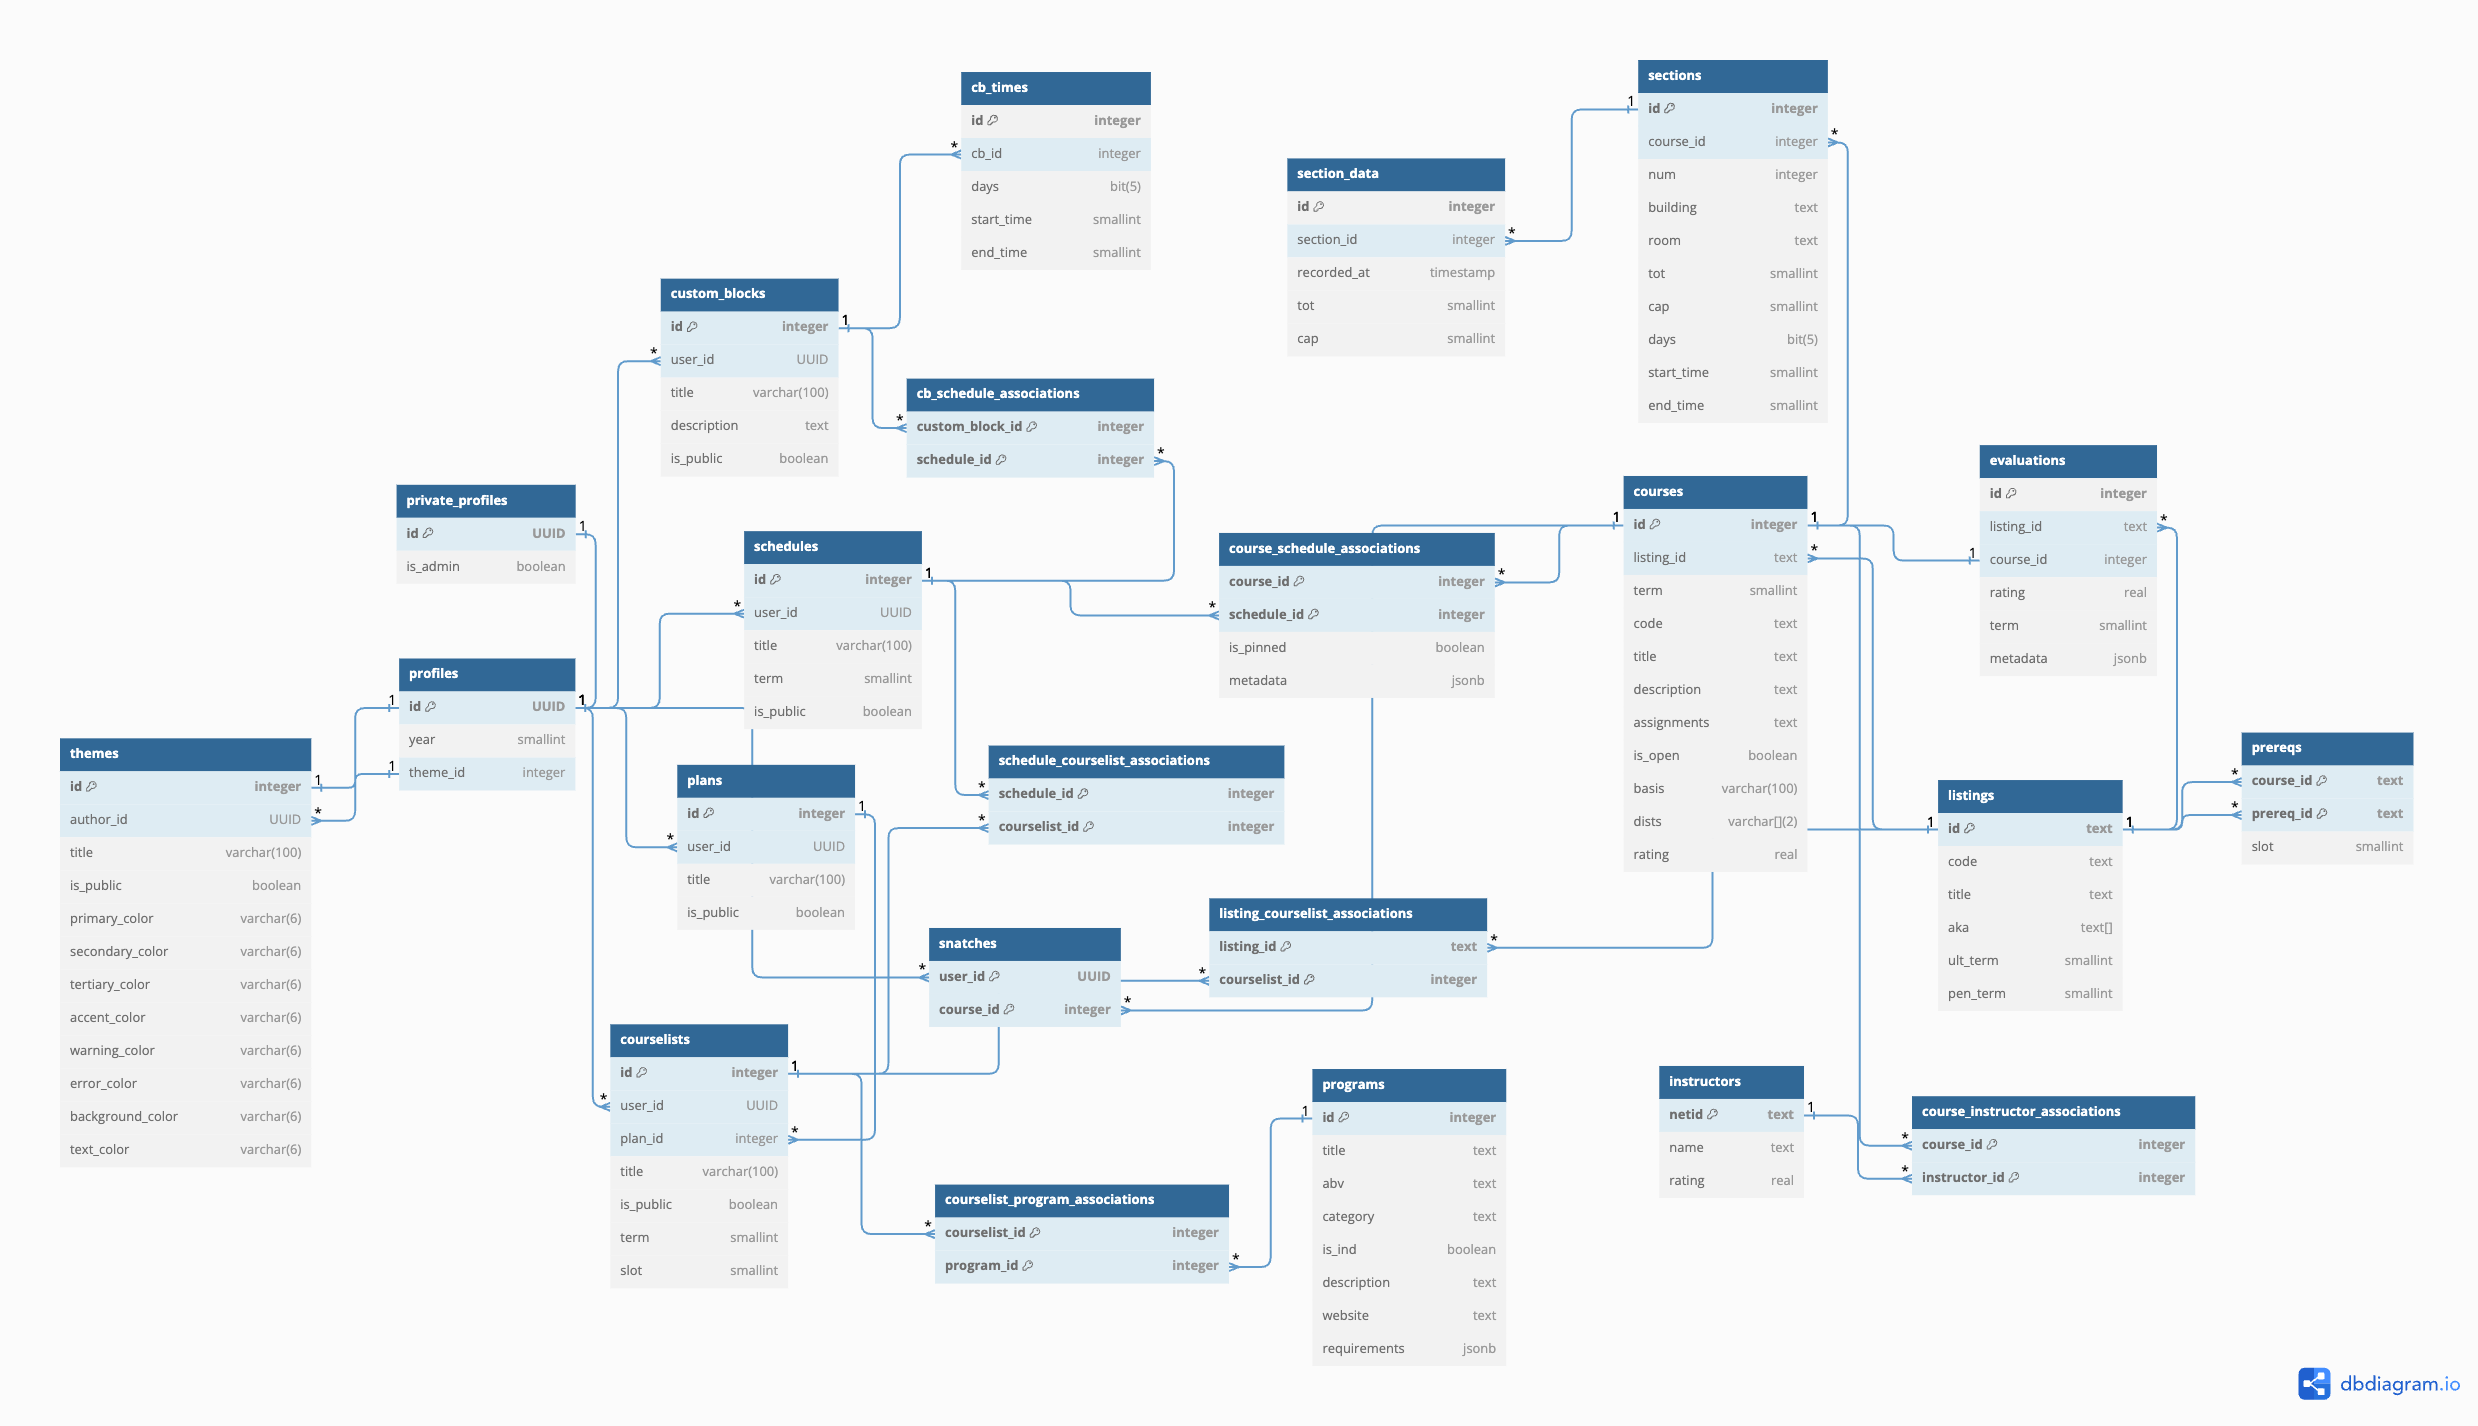 cb_times
id integer
cb_id integer
days bit(5)
start_time smallint
end_time smallint
sections
id integer
course_id integer
num integer
building text
room text
tot smallint
cap smallint
days bit(5)
start_time smallint
end_time smallint
section_data
id integer
section_id integer
recorded_at timestamp
tot smallint
cap smallint
custom_blocks
id integer
user_id UUID
title varchar(100)
description text
is_public boolean
cb_schedule_associations
custom_block_id integer
schedule_id integer
private_profiles
id UUID
is_admin boolean
schedules
id integer
user_id UUID
title varchar(100)
term smallint
is_public boolean
course_schedule_associations
course_id integer
schedule_id integer
is_pinned boolean
metadata jsonb
courses
id integer
listing_id text
term smallint
code text
title text
description text
assignments text
is_open boolean
basis varchar(100)
dists varchar[](2)
rating real
evaluations
id integer
listing_id text
course_id integer
rating real
term smallint
metadata jsonb
profiles
id UUID
year smallint
theme_id integer
themes
id integer
author_id UUID
title varchar(100)
is_public boolean
primary_color varchar(6)
secondary_color varchar(6)
tertiary_color varchar(6)
accent_color varchar(6)
warning_color varchar(6)
error_color varchar(6)
background_color varchar(6)
text_color varchar(6)
plans
id integer
user_id UUID
title varchar(100)
is_public boolean
schedule_courselist_associations
schedule_id integer
courselist_id integer
prereqs
course_id text
prereq_id text
slot smallint
listings
id text
code text
title text
aka text[]
ult_term smallint
pen_term smallint
snatches
user_id UUID
course_id integer
listing_courselist_associations
listing_id text
courselist_id integer
courselists
id integer
user_id UUID
plan_id integer
title varchar(100)
is_public boolean
term smallint
slot smallint
courselist_program_associations
courselist_id integer
program_id integer
programs
id integer
title text
abv text
category text
is_ind boolean
description text
website text
requirements jsonb
instructors
netid text
name text
rating real
course_instructor_associations
course_id integer
instructor_id integer
dbdiagram.io